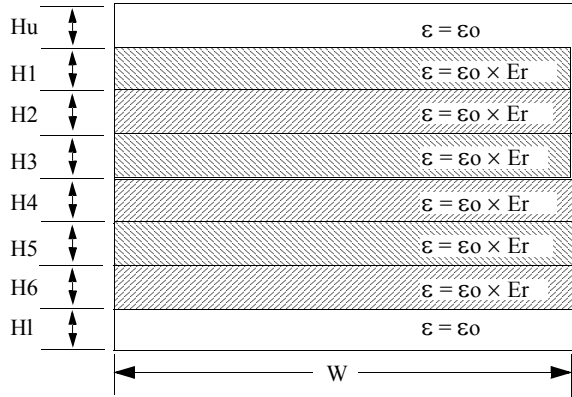 Hu ε = εo
H1 ε = εo × Er
H2 ε = εo × Er
H3 ε = εo × Er
H4 ε = εo × Er
H5 ε = εo × Er
H6 ε = εo × Er
Hl ε = εo
W